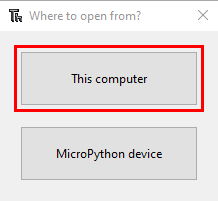 Where to open from?
This computer
MicroPython device